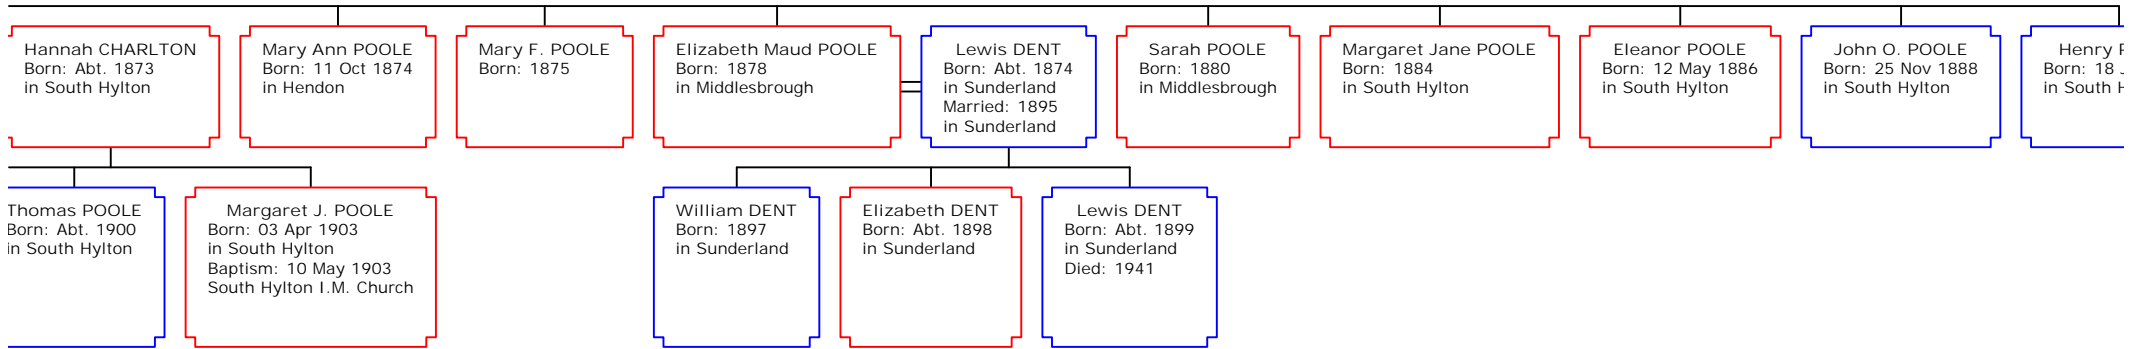 Hannah CHARLTON
Born: Abt. 1873
in South Hylton
Mary Ann POOLE
Born: 11 Oct 1874
in Hendon
Mary F. POOLE
Born: 1875
Elizabeth Maud POOLE
Born: 1878
in Middlesbrough
Lewis DENT
Born: Abt. 1874
in Sunderland
Married: 1895
in Sunderland
Sarah POOLE
Born: 1880
in Middlesbrough
Margaret Jane POOLE
Born: 1884
in South Hylton
Eleanor POOLE
Born: 12 May 1886
in South Hylton
John O. POOLE
Born: 25 Nov 1888
in South Hylton
Henry
Born: 18
in South
Thomas POOLE
Born: Abt. 1900
in South Hylton
Margaret J. POOLE
Born: 03 Apr 1903
in South Hylton
Baptism: 10 May 1903
South Hylton I.M. Church
William DENT
Born: 1897
in Sunderland
Elizabeth DENT
Born: Abt. 1898
in Sunderland
Lewis DENT
Born: Abt. 1899
in Sunderland
Died: 1941